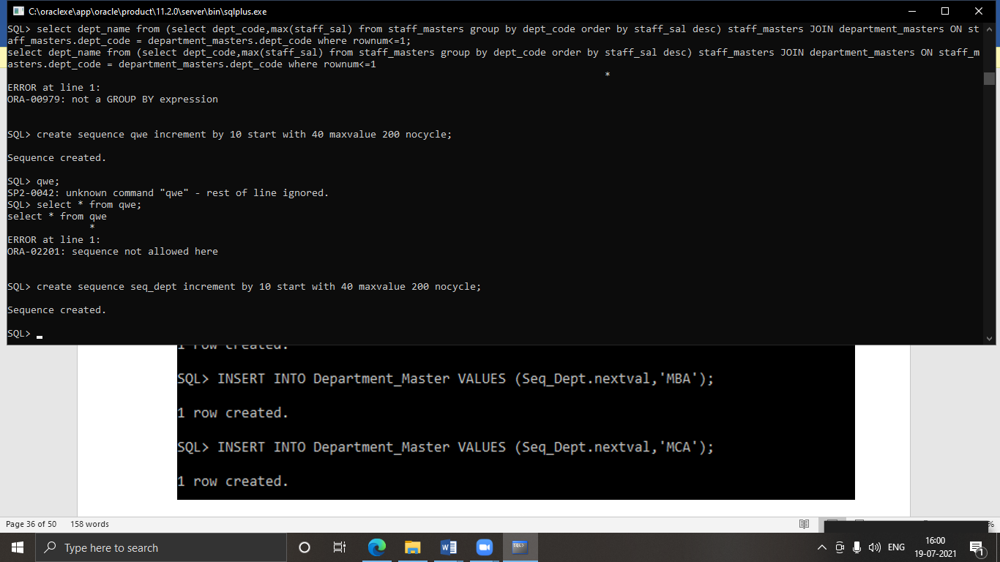 C:\oraclexe\app\oracle\product\11.2.0\server\bin\sqlplus.exe
SQL> select dept_name from (select dept_code,max(staff_sal) from staff_masters group by dept_code order by staff_sal desc) staff_masters JOIN department_masters ON st
aff_masters.dept_code = department_masters.dept_code where rownum<=1;
select dept_name from (select dept_code,max(staff_sal) from staff_masters group by dept_code order by staff_sal desc) staff_masters JOIN department_masters ON staff_m
asters.dept_code = department_masters.dept_code where rownum<=1
*
ERROR at line 1:
ORA-00979: not a GROUP BY expression
SQL> create sequence qwe increment by 10 start with 40 maxvalue 200 nocycle;
Sequence created.
SQL> qwe;
SP2-0042: unknown command "qwe" - rest of line ignored.
SQL> select * from qwe;
select * from qwe
*
ERROR at line 1:
ORA-02201: sequence not allowed here
SQL> create sequence seq_dept increment by 10 start with 40 maxvalue 200 nocycle;
Sequence created.
SQL>
1 row created.
SQL> INSERT INTO Department_Master VALUES (Seq_Dept.nextval,'MBA');
1 row created.
SQL> INSERT INTO Department_Master VALUES (Seq_Dept.nextval,'MCA');
1 row created.
Page 36 of 50 158 words %
Type here to search ENG 16:00
19-07-2021 1